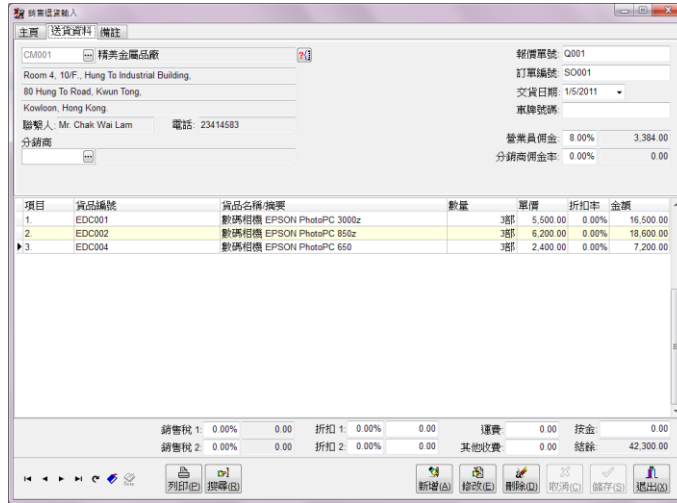 銷售退貨輸入
主頁 送貨資料 備註
CM001 ... 精美金屬品廠 ?{] 報價單號: Q001
Room 4, 10/F., Hung To Industrial Building, 訂單編號: SO001
80 Hung To Road, Kwun Tong, 交貨日期: 1/5/2011
Kowloon, Hong Kong. 車牌號碼:
聯繫人: Mr. Chak Wai Lam 電話: 23414583
分銷商 營業員佣金: 8.00% 3,384.00
... 分銷商佣金率: 0.00% 0.00
項目 貨品編號 貨品名稱/摘要 數量 單價 折扣率 金額
1. EDC001 數碼相機 EPSON PhotoPC 3000z 3部 5,500.00 0.00% 16,500.00
2. EDC002 數碼相機 EPSON PhotoPC 850z 3部 6,200.00 0.00% 18,600.00
3. EDC004 數碼相機 EPSON PhotoPC 650 3部 2,400.00 0.00% 7,200.00
銷售稅 1: 0.00% 0.00 折扣 1: 0.00% 0.00 運費: 0.00 按金: 0.00
銷售稅 2: 0.00% 0.00 折扣 2: 0.00% 0.00 其他收費: 0.00 結餘: 42,300.00
列印(P) 搜尋(R) 新增(A) 修改(E) 刪除(D) 取消(C) 儲存(S) 退出(X)